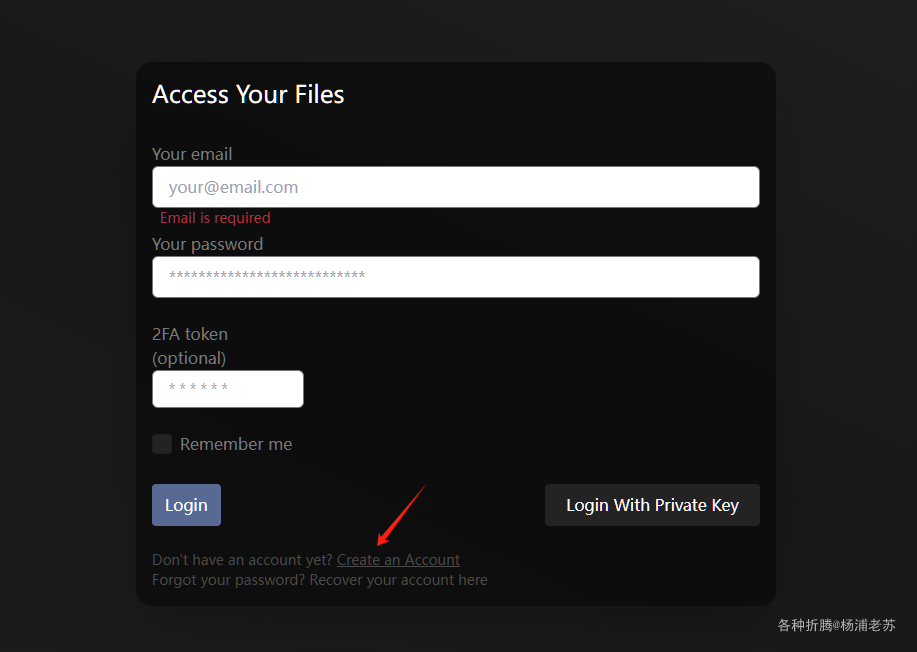 Access Your Files
Your email
your@email.com
Email is required
Your password
***************************
2FA token
(optional)
******
Remember me
Login
Login With Private Key
Don't have an account yet? Create an Account
Forgot your password? Recover your account here
各种折腾@杨浦老苏